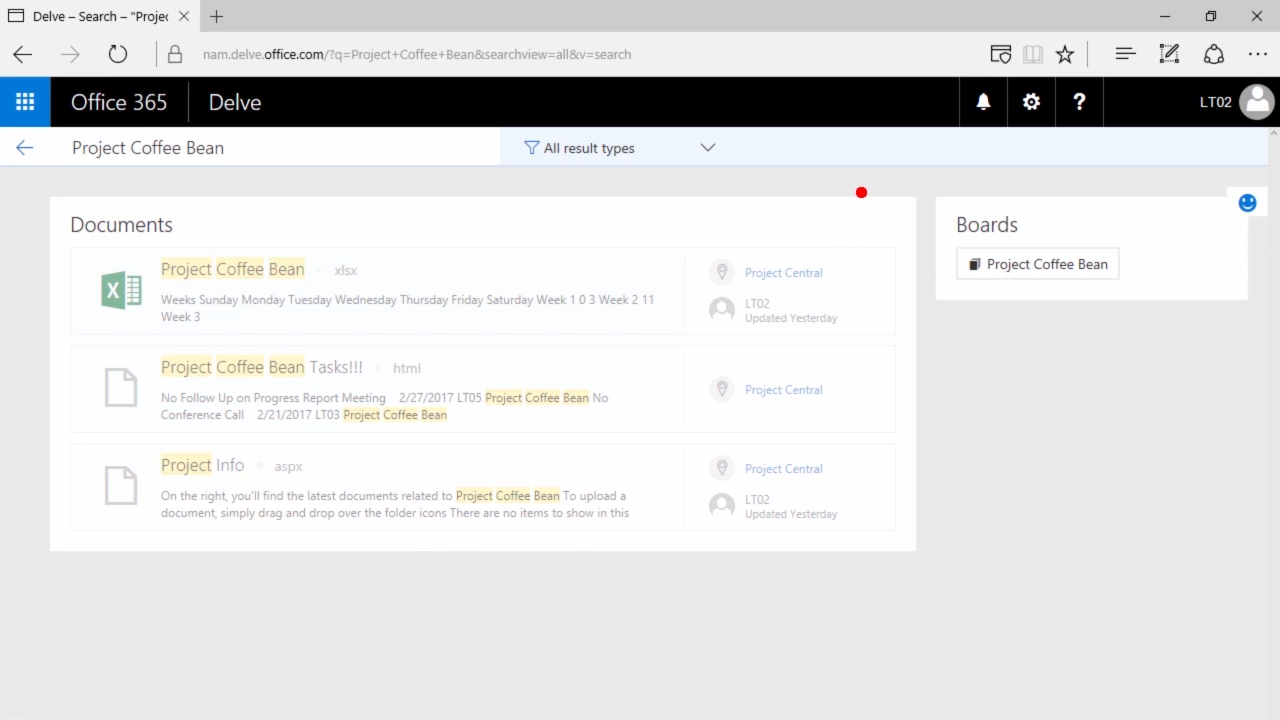 Delve – Search – "Projec
nam.delve.office.com/?q=Project+Coffee+Bean&searchview=all&v=search
Office 365
Delve
?
LT02
Project Coffee Bean
All result types
Documents
Project Coffee Bean xlsx
Weeks Sunday Monday Tuesday Wednesday Thursday Friday Saturday Week 1 0 3 Week 2 11
Week 3
Project Central
LT02
Updated Yesterday
Project Coffee Bean Tasks!!! html
No Follow Up on Progress Report Meeting 2/27/2017 LT05 Project Coffee Bean No
Conference Call 2/21/2017 LT03 Project Coffee Bean
Project Central
Project Info aspx
On the right, you'll find the latest documents related to Project Coffee Bean To upload a
document, simply drag and drop over the folder icons There are no items to show in this
Project Central
LT02
Updated Yesterday
Boards
Project Coffee Bean